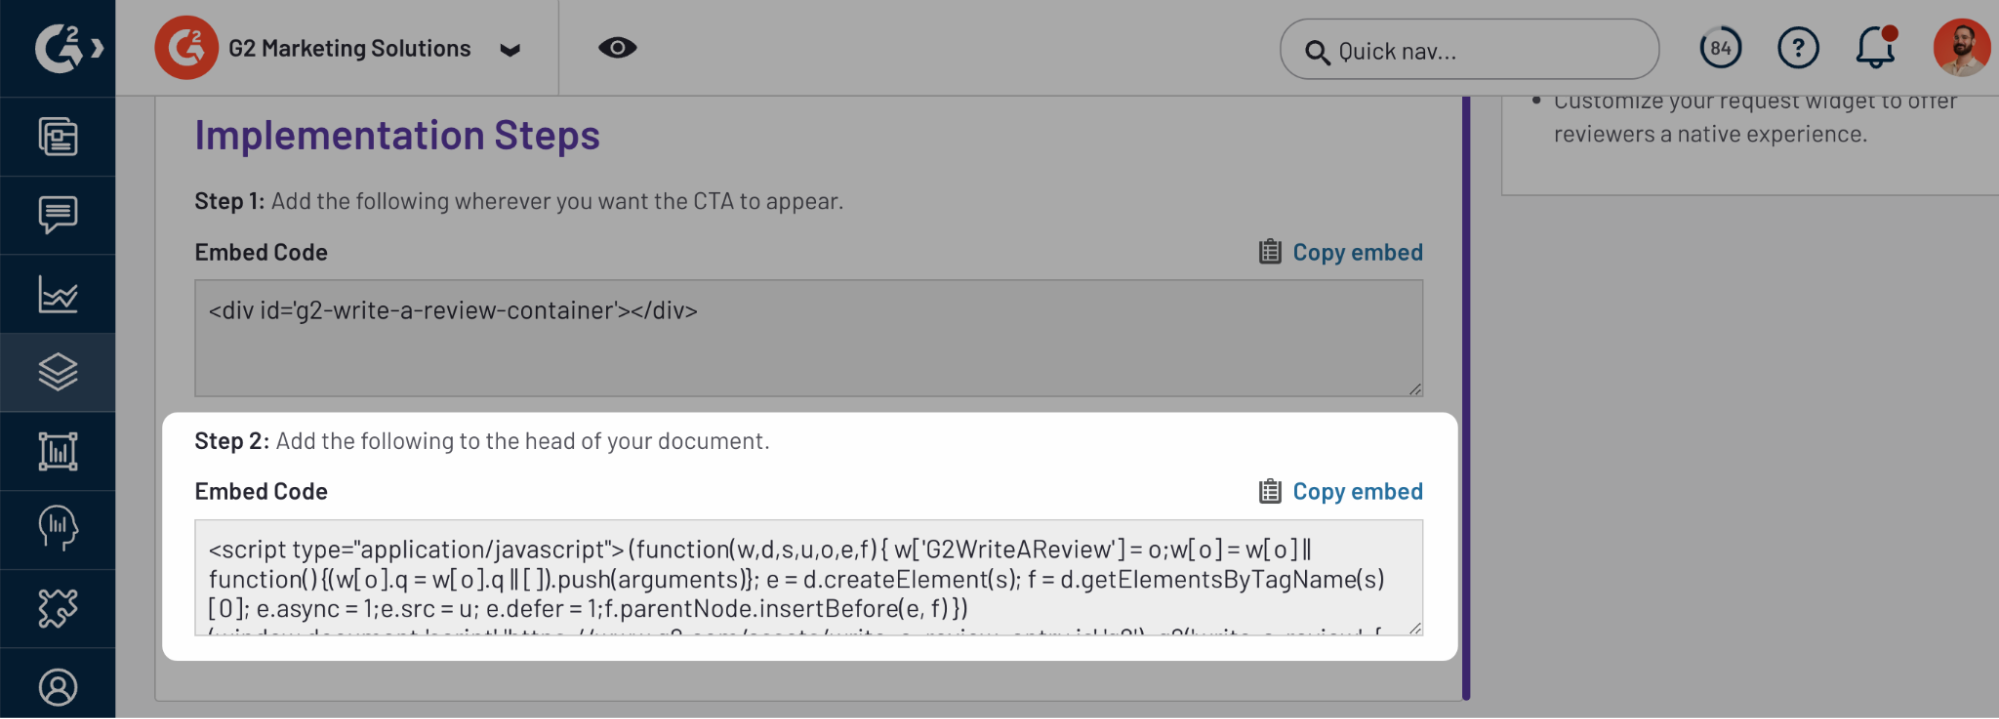 G2 Marketing Solutions
Quick nav...
84
Customize your request widget to offer
reviewers a native experience.
Implementation Steps
Step 1: Add the following wherever you want the CTA to appear.
Embed Code
Copy embed
<div id='g2-write-a-review-container'></div>
Step 2: Add the following to the head of your document.
Embed Code
Copy embed
<script type="application/javascript"> (function(w,d,s,u,o,e,f) { w['G2WriteAReview'] = o;w[o] = w[o] ||
function() {(w[o].q = w[o].q || []).push(arguments)}; e = d.createElement(s); f = d.getElementsByTagName(s)
[0]; e.async = 1;e.src = u; e.defer = 1;f.parentNode.insertBefore(e, f) })